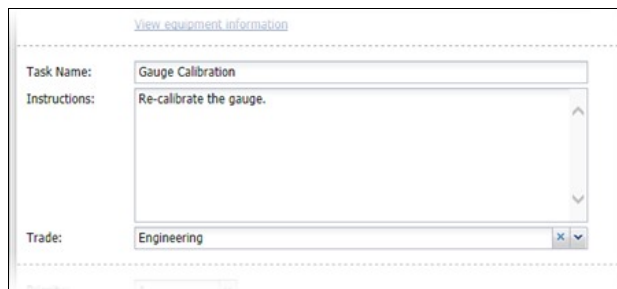 View equipment information
Task Name: Gauge Calibration
Instructions: Re-calibrate the gauge.
Trade: Engineering